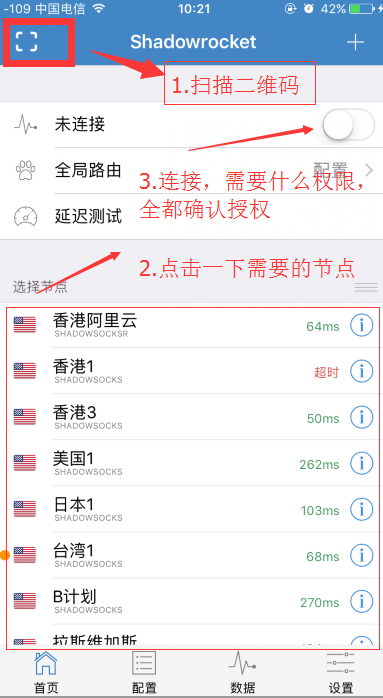 -109 中国电信 10:21 42%
Shadowrocket
1.扫描二维码
未连接
全局路由 配置
3.连接，需要什么权限，
全都确认授权
延迟测试
2.点击一下需要的节点
选择节点
香港阿里云
SHADOWSOCKSR
64ms
香港1
SHADOWSOCKS
超时
香港3
SHADOWSOCKS
50ms
美国1
SHADOWSOCKS
262ms
日本1
SHADOWSOCKS
103ms
台湾1
SHADOWSOCKS
68ms
B计划
SHADOWSOCKS
270ms
拉斯维加斯
首页 配置 数据 设置